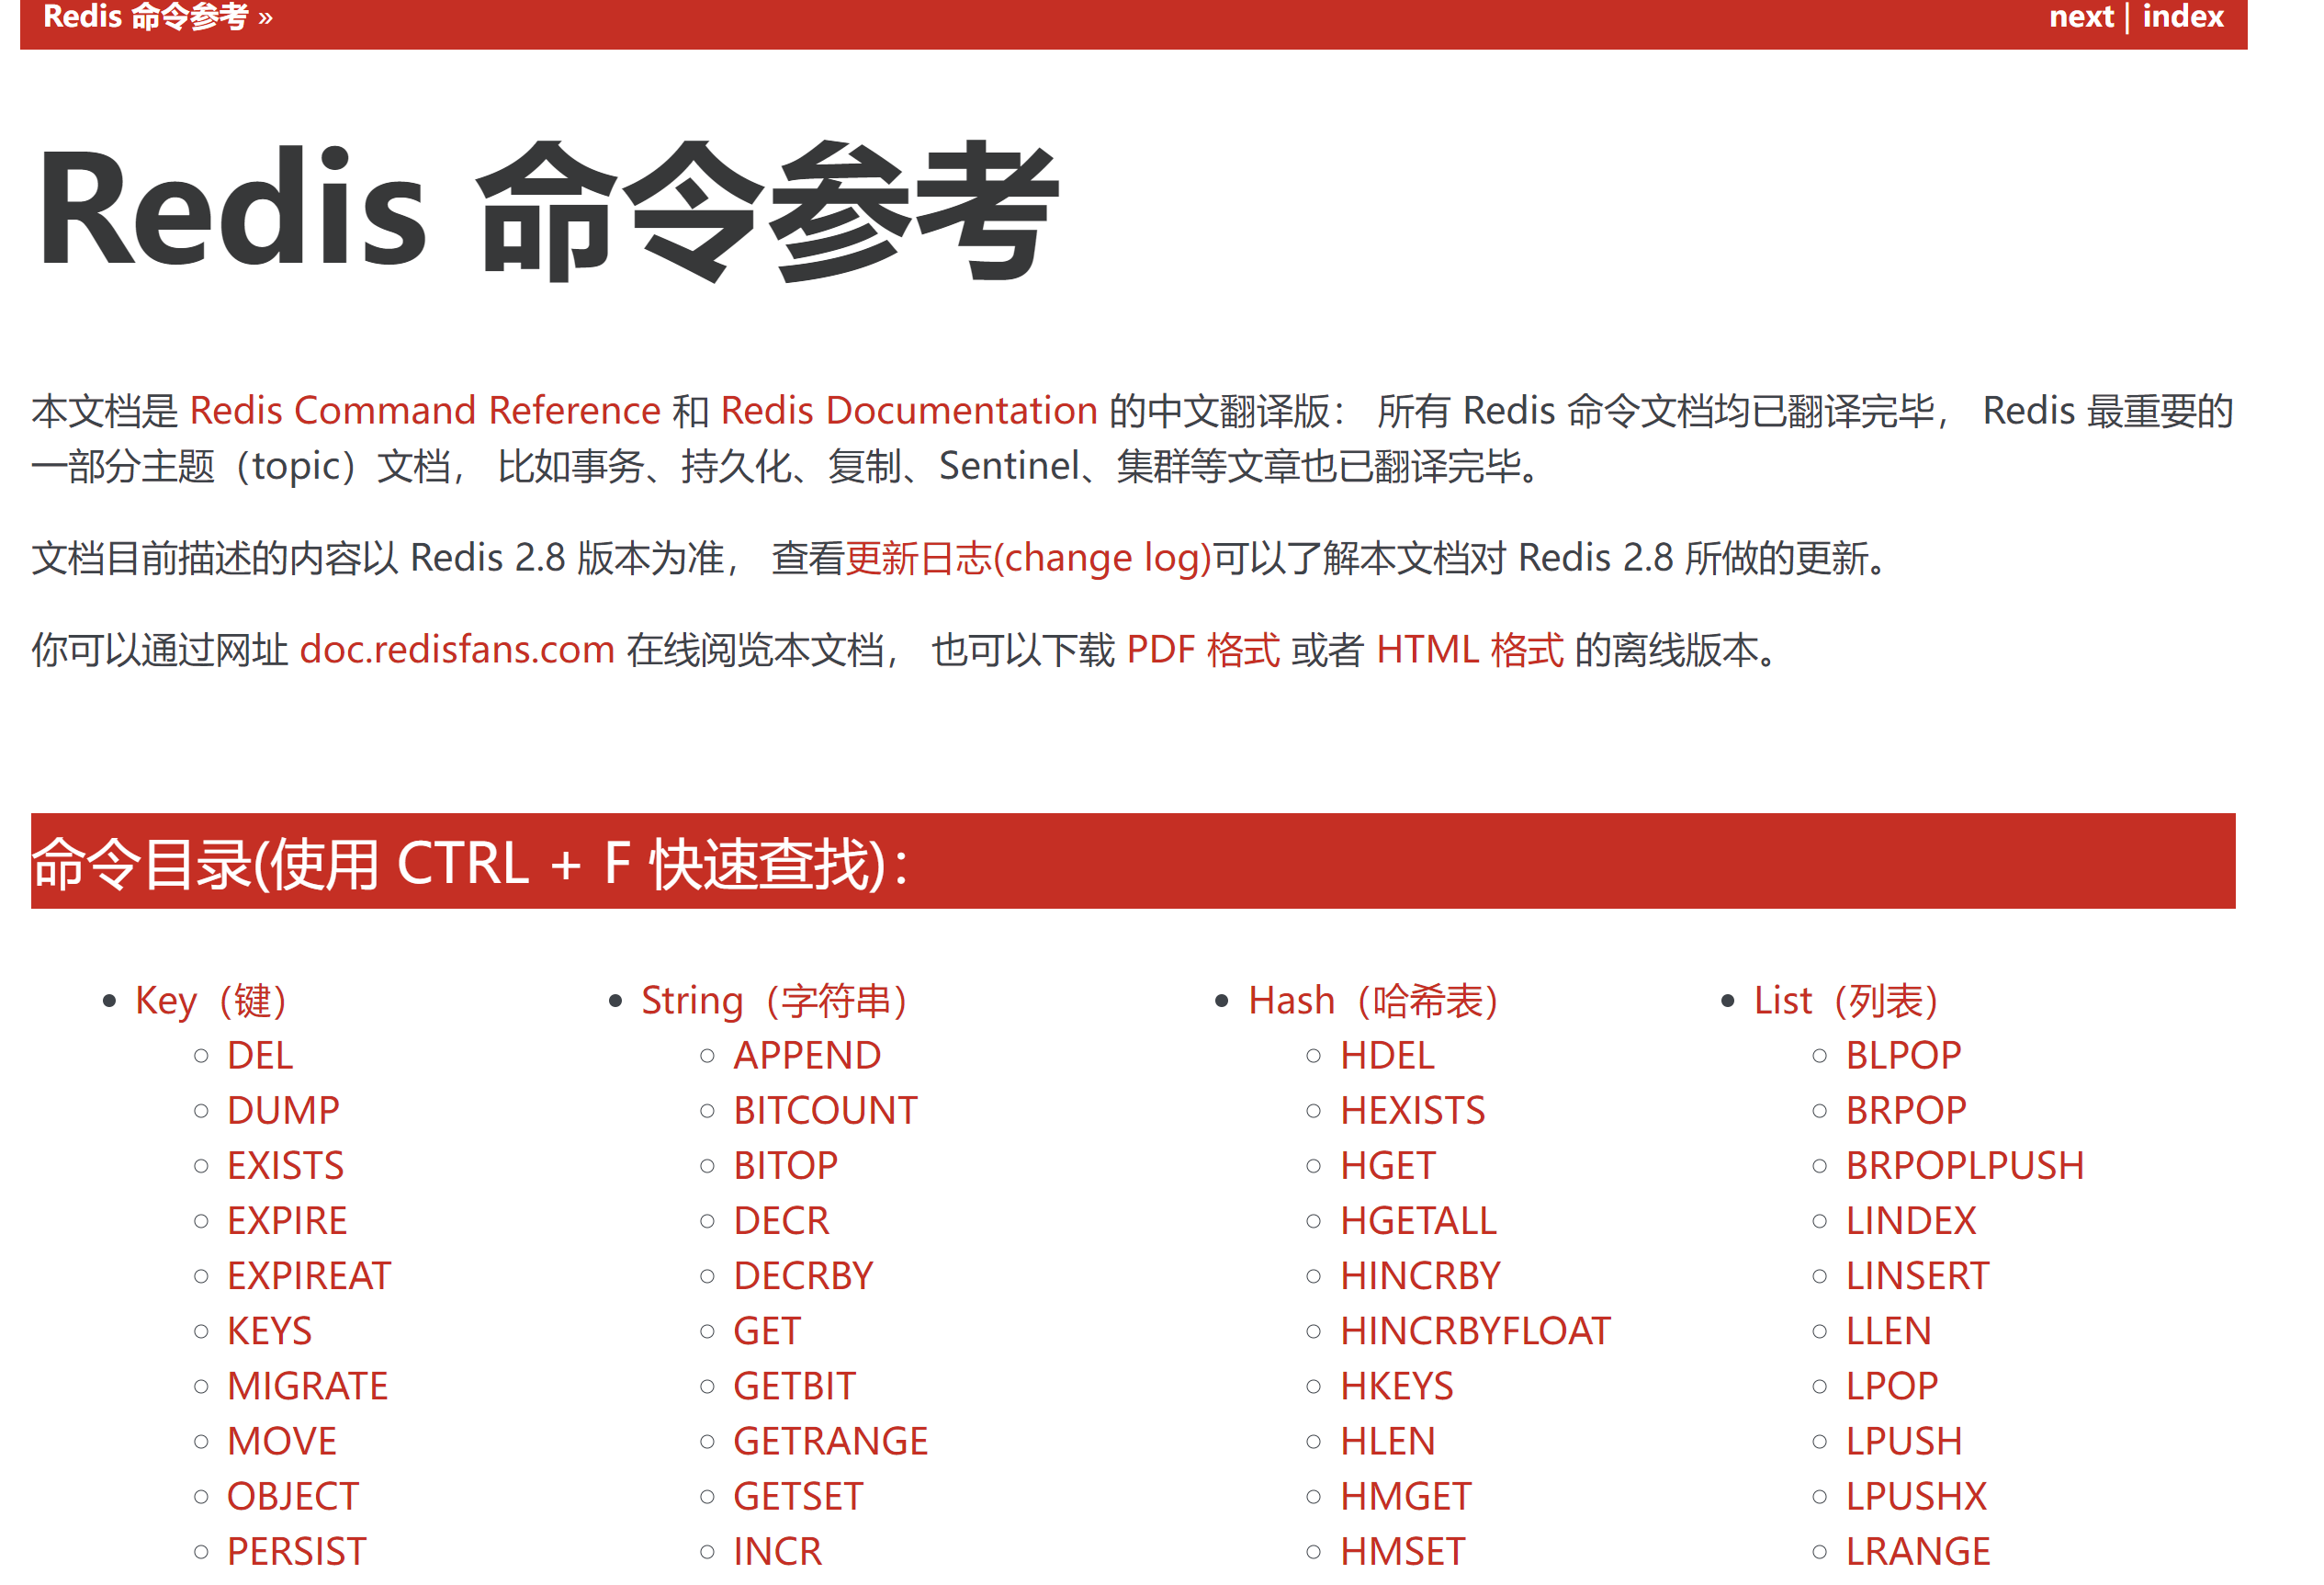 Redis 命令参考 »
next | index
Redis 命令参考
本文档是 Redis Command Reference 和 Redis Documentation 的中文翻译版： 所有 Redis 命令文档均已翻译完毕， Redis 最重要的
一部分主题（topic）文档， 比如事务、持久化、复制、Sentinel、集群等文章也已翻译完毕。
文档目前描述的内容以 Redis 2.8 版本为准， 查看更新日志(change log)可以了解本文档对 Redis 2.8 所做的更新。
你可以通过网址 doc.redisfans.com 在线阅览本文档， 也可以下载 PDF 格式 或者 HTML 格式 的离线版本。
命令目录(使用 CTRL + F 快速查找)：
Key（键）
DEL
DUMP
EXISTS
EXPIRE
EXPIREAT
KEYS
MIGRATE
MOVE
OBJECT
PERSIST
String（字符串）
APPEND
BITCOUNT
BITOP
DECR
DECRBY
GET
GETBIT
GETRANGE
GETSET
INCR
Hash（哈希表）
HDEL
HEXISTS
HGET
HGETALL
HINCRBY
HINCRBYFLOAT
HKEYS
HLEN
HMGET
HMSET
List（列表）
BLPOP
BRPOP
BRPOPLPUSH
LINDEX
LINSERT
LLEN
LPOP
LPUSH
LPUSHX
LRANGE